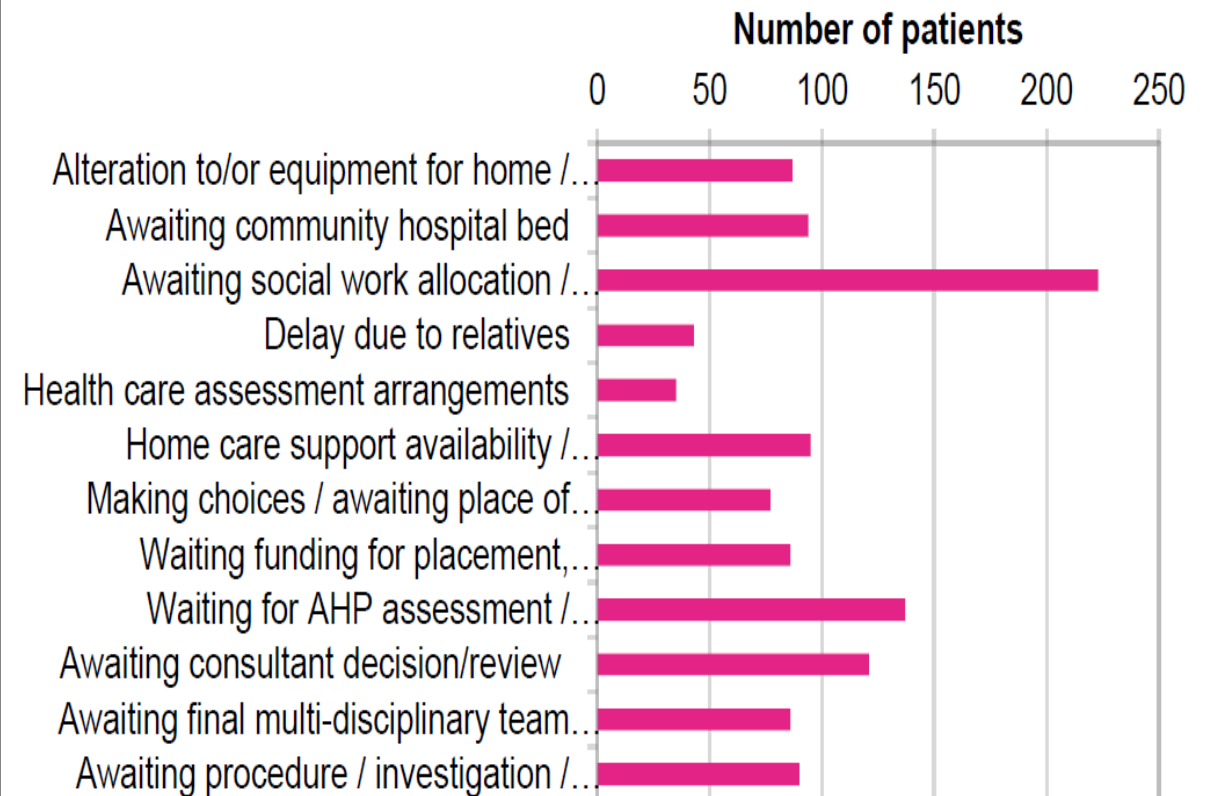 Number of patients
0 50 100 150 200 250
Alteration to/or equipment for home /…
Awaiting community hospital bed
Awaiting social work allocation /…
Delay due to relatives
Health care assessment arrangements
Home care support availability /…
Making choices / awaiting place of…
Waiting funding for placement,…
Waiting for AHP assessment /…
Awaiting consultant decision/review
Awaiting final multi-disciplinary team…
Awaiting procedure / investigation /…